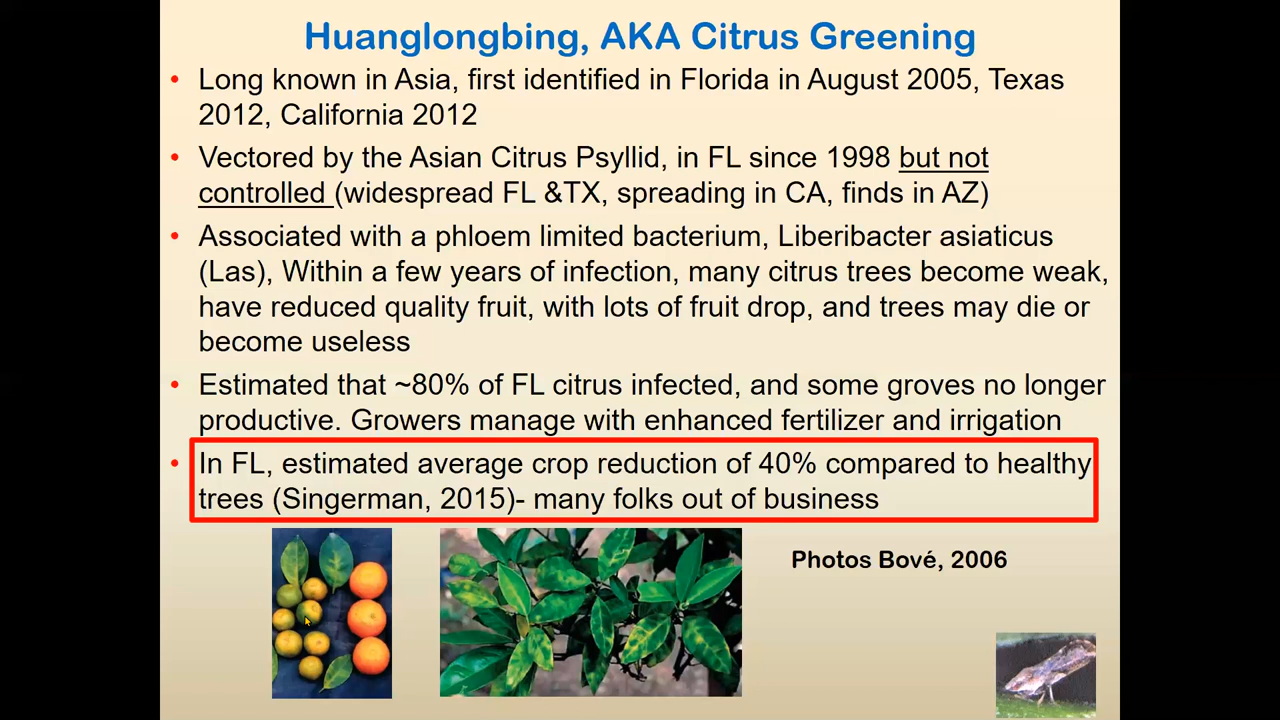 Huanglongbing, AKA Citrus Greening
• Long known in Asia, first identified in Florida in August 2005, Texas
2012, California 2012
• Vectored by the Asian Citrus Psyllid, in FL since 1998 but not
controlled (widespread FL &TX, spreading in CA, finds in AZ)
• Associated with a phloem limited bacterium, Liberibacter asiaticus
(Las), Within a few years of infection, many citrus trees become weak,
have reduced quality fruit, with lots of fruit drop, and trees may die or
become useless
• Estimated that ~80% of FL citrus infected, and some groves no longer
productive. Growers manage with enhanced fertilizer and irrigation
• In FL, estimated average crop reduction of 40% compared to healthy
trees (Singerman, 2015)- many folks out of business
Photos Bové, 2006